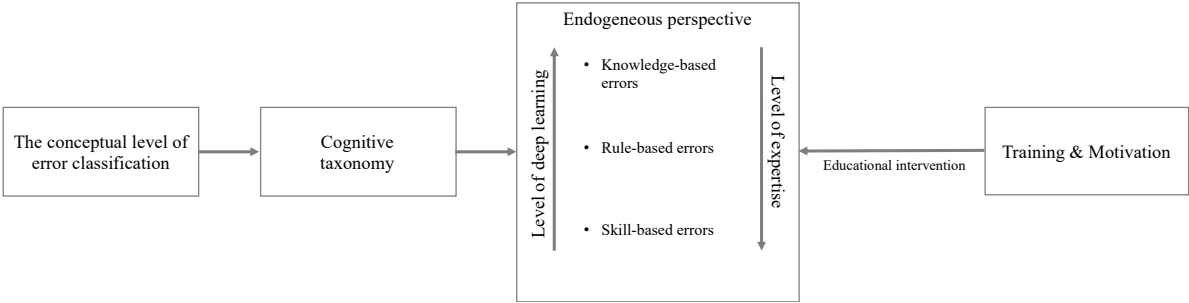 Endogeneous perspective
The conceptual level of
error classification
Cognitive
taxonomy
Level of deep learning
• Knowledge-based
errors
• Rule-based errors
• Skill-based errors
Level of expertise
Educational intervention
Training & Motivation